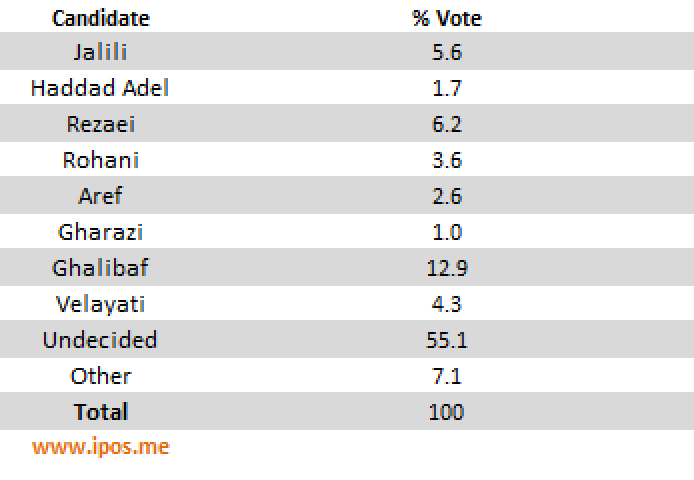 Candidate % Vote
Jalili 5.6
Haddad Adel 1.7
Rezaei 6.2
Rohani 3.6
Aref 2.6
Gharazi 1.0
Ghalibaf 12.9
Velayati 4.3
Undecided 55.1
Other 7.1
Total 100
www.ipos.me